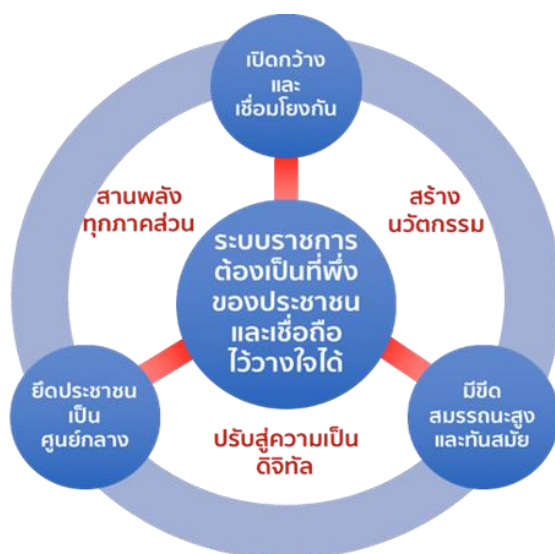 เปิดกว้าง
และ
เชื่อมโยงกัน
สานพลัง
ทุกภาคส่วน
สร้าง
นวัตกรรม
ระบบราชการ
ต้องเป็นที่พึ่ง
ของประชาชน
และเชื่อถือ
ไว้วางใจได้
ยึดประชาชน
เป็น
ศูนย์กลาง
ปรับสู่ความเป็น
ดิจิทัล
มีขีด
สมรรถนะสูง
และทันสมัย